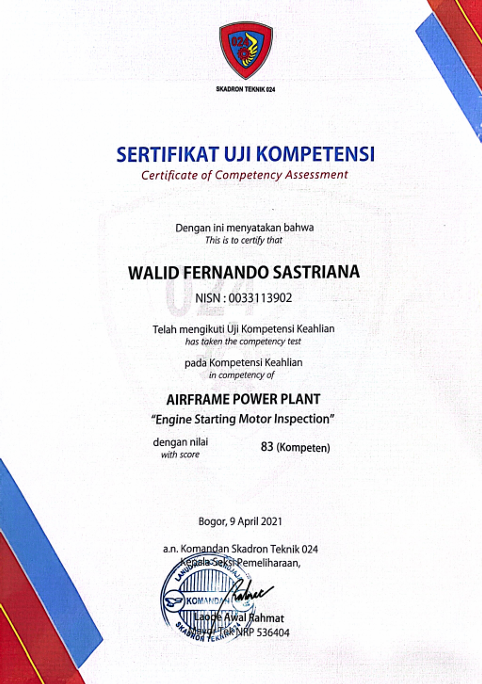 024
SKADRON TEKNIK 024
SERTIFIKAT UJI KOMPETENSI
Certificate of Competency Assessment
Dengan ini menyatakan bahwa
This is to certify that
WALID FERNANDO SASTRIANA
NISN : 0033113902
Telah mengikuti Uji Kompetensi Keahlian
has taken the competency test
pada Kompetensi Keahlian
in competency of
AIRFRAME POWER PLANT
“Engine Starting Motor Inspection”
dengan nilai 83 (Kompeten)
with score
Bogor, 9 April 2021
a.n. Komandan Skadron Teknik 024
Kepala Seksi Pemeliharaan,
KOMANDAN
SKADRON TEKNIK 024
Laode Awal Rahmat
NRP 536404